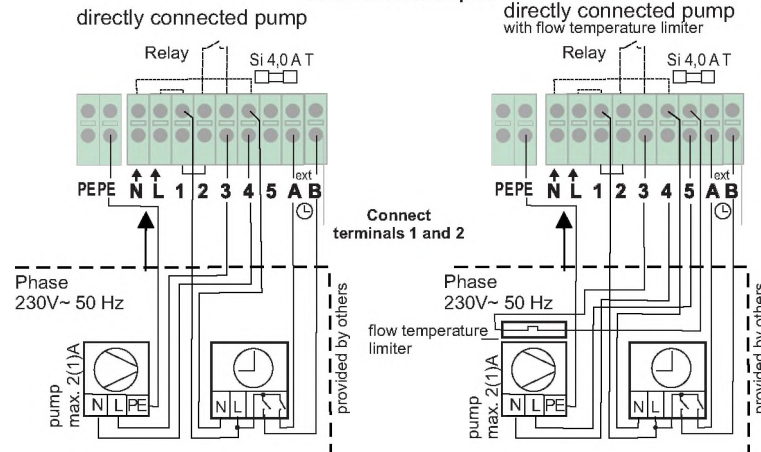 directly connected pump
Relay
Si 4,0 A T
PE PE N L 1 2 3 4 5 A B
ext
Phase
230V~ 50 Hz
pump
max. 2(1)A
N L PE
N L
provided by others
Connect
terminals 1 and 2
directly connected pump
with flow temperature limiter
Relay
Si 4,0 A T
PE PE N L 1 2 3 4 5 A B
ext
Phase
230V~ 50 Hz
flow temperature
limiter
pump
max. 2(1)A
N L PE
N L
provided by others